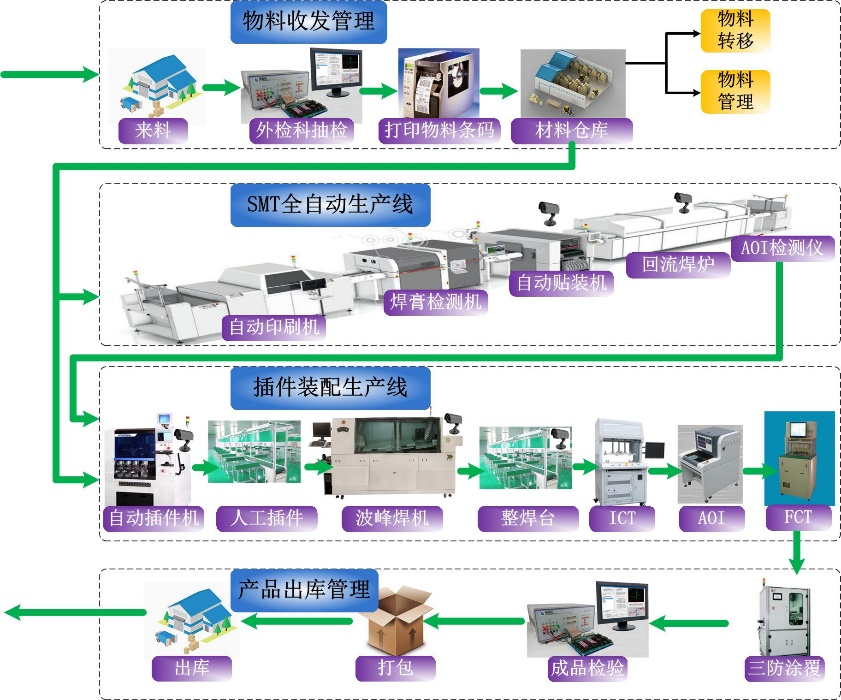 物料收发管理
物料
转移
物料
管理
来料
外检科抽检
打印物料条码
材料仓库
SMT全自动生产线
AOI检测仪
回流焊炉
自动贴装机
焊膏检测机
自动印刷机
插件装配生产线
自动插件机
人工插件
波峰焊机
整焊台
ICT
AOI
FCT
产品出库管理
出库
打包
成品检验
三防涂覆